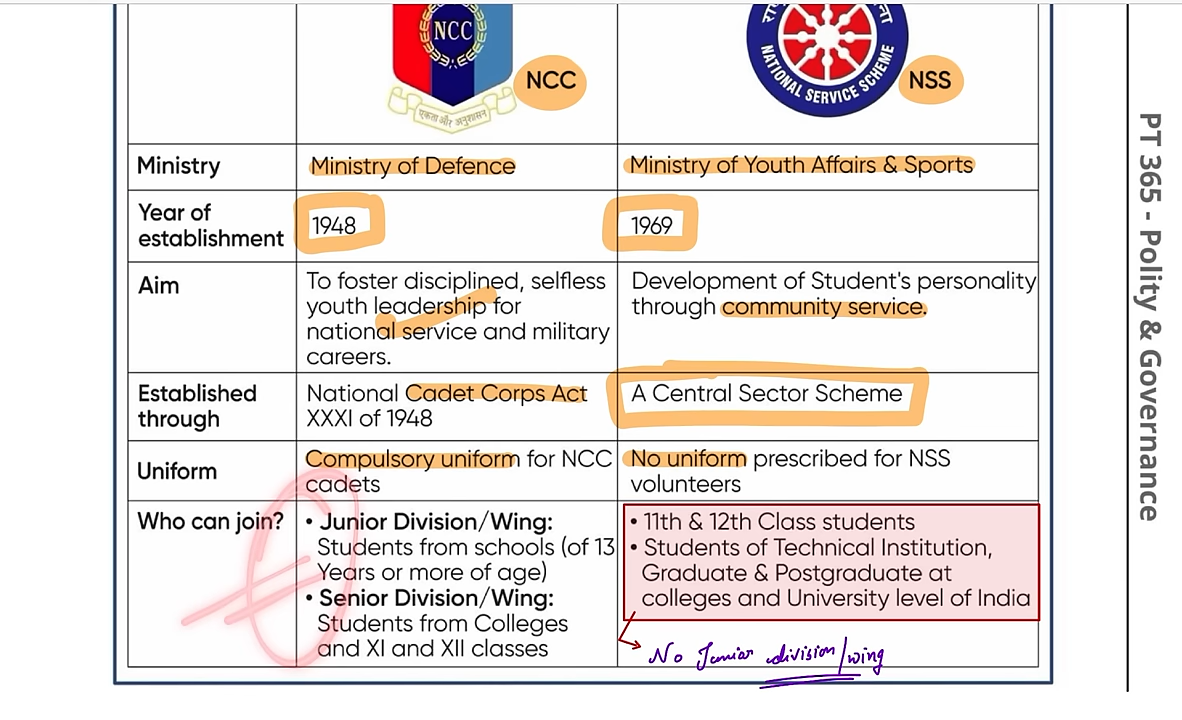 NCC
एकता और अनुशासन
NCC
NATIONAL SERVICE SCHEME
NSS
Ministry
Ministry of Defence
Ministry of Youth Affairs & Sports
Year of
establishment
1948
1969
Aim
To foster disciplined, selfless
youth leadership for
national service and military
careers.
Development of Student's personality
through community service.
Established
through
National Cadet Corps Act
XXXI of 1948
A Central Sector Scheme
Uniform
Compulsory uniform for NCC
cadets
No uniform prescribed for NSS
volunteers
Who can join?
• Junior Division/Wing:
Students from schools (of 13
Years or more of age)
• Senior Division/Wing:
Students from Colleges
and XI and XII classes
• 11th & 12th Class students
• Students of Technical Institution,
Graduate & Postgraduate at
colleges and University level of India
No Junior division/wing
PT 365 - Polity & Governance